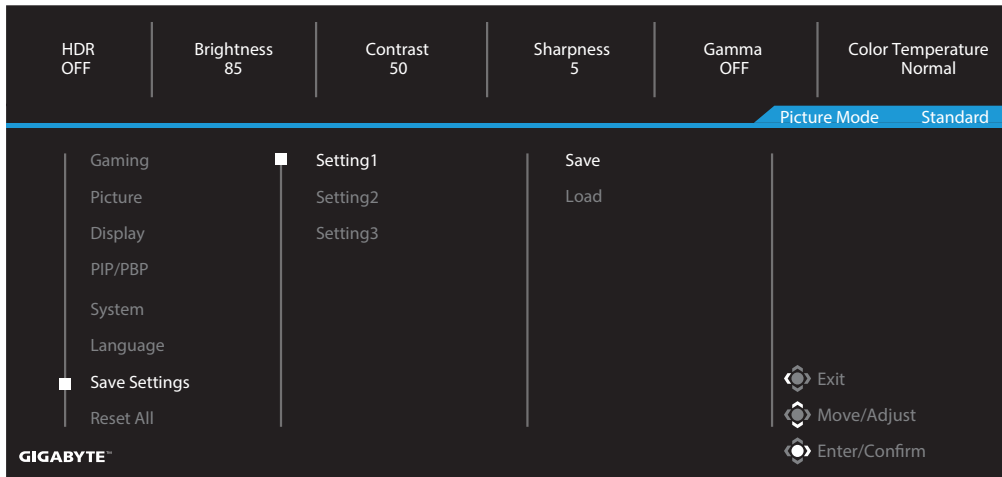 HDR
OFF
Brightness
85
Contrast
50
Sharpness
5
Gamma
OFF
Color Temperature
Normal
Picture Mode Standard
Gaming
Picture
Display
PIP/PBP
System
Language
Save Settings
Reset All
Setting1
Setting2
Setting3
Save
Load
Exit
Move/Adjust
Enter/Confirm
GIGABYTE™